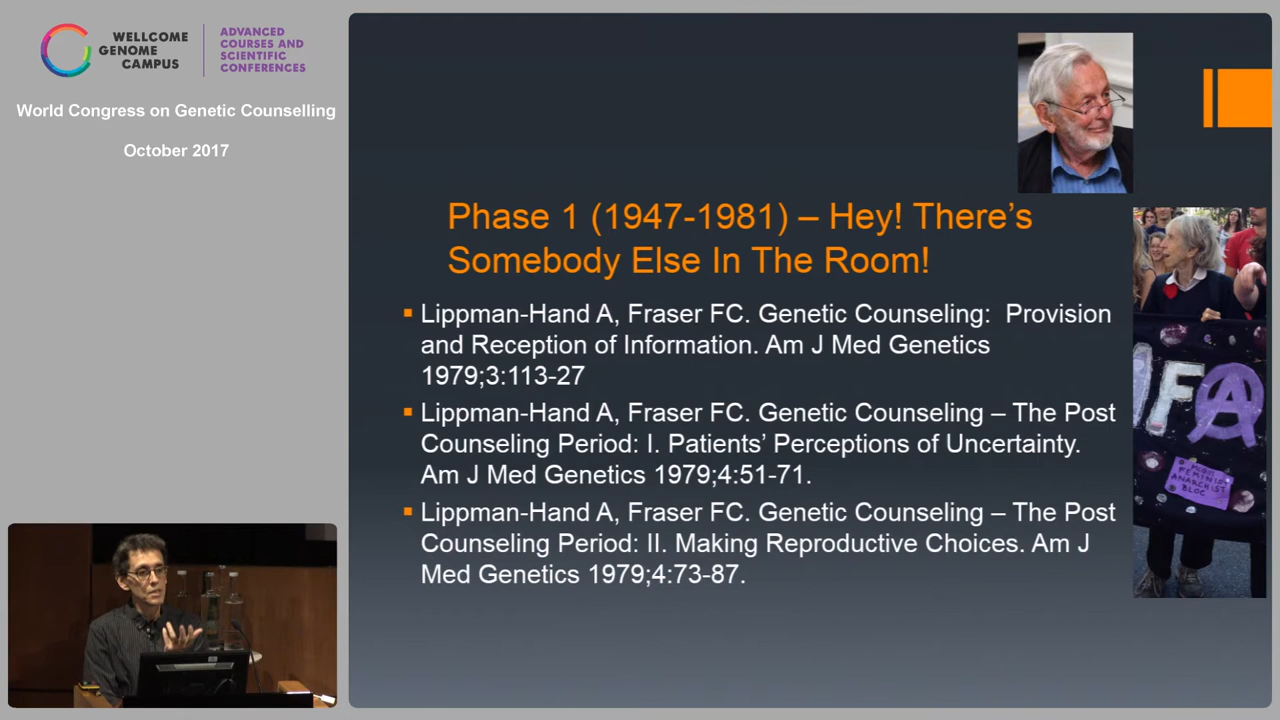 WELLCOME
GENOME
CAMPUS
ADVANCED
COURSES AND
SCIENTIFIC
CONFERENCES
World Congress on Genetic Counselling
October 2017
Phase 1 (1947-1981) – Hey! There’s
Somebody Else In The Room!
Lippman-Hand A, Fraser FC. Genetic Counseling: Provision
and Reception of Information. Am J Med Genetics
1979;3:113-27
Lippman-Hand A, Fraser FC. Genetic Counseling – The Post
Counseling Period: I. Patients’ Perceptions of Uncertainty.
Am J Med Genetics 1979;4:51-71.
Lippman-Hand A, Fraser FC. Genetic Counseling – The Post
Counseling Period: II. Making Reproductive Choices. Am J
Med Genetics 1979;4:73-87.
FA
FEMINIST
ANARCHIST
BLOC